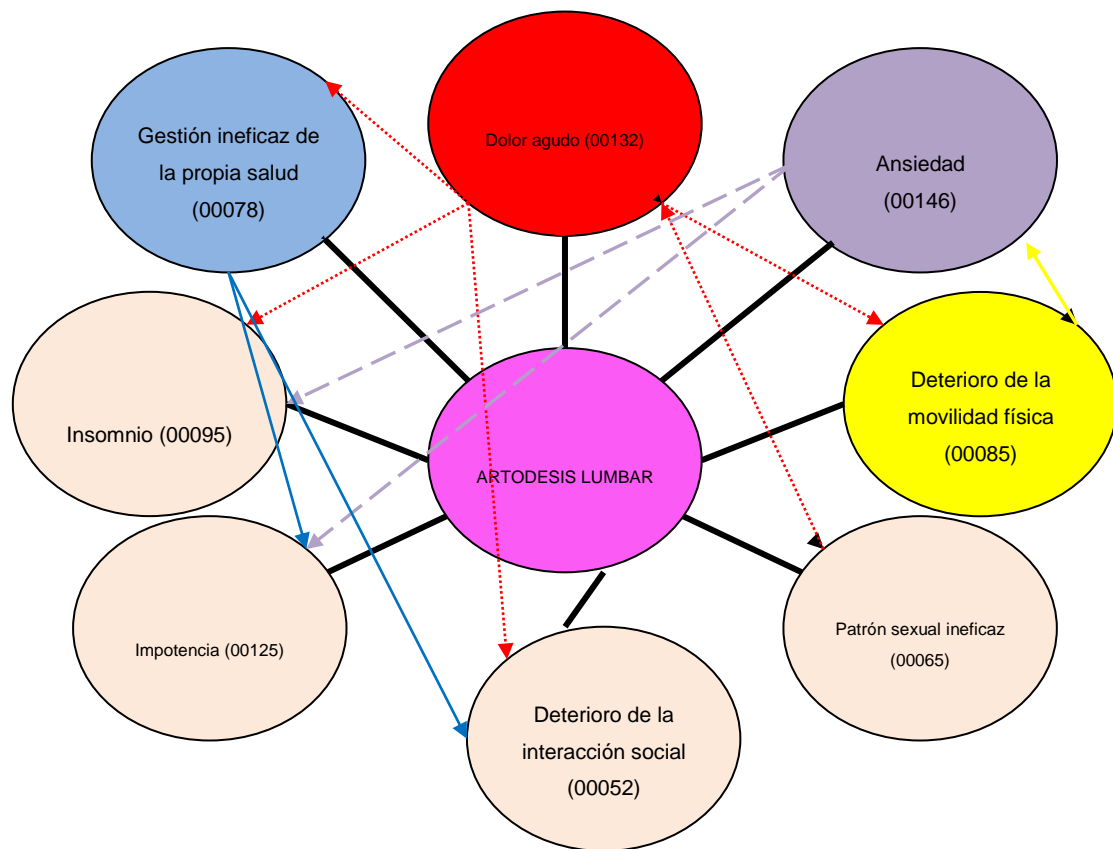 Gestión ineficaz de
la propia salud
(00078)
Dolor agudo (00132)
Ansiedad
(00146)
Insomnio (00095)
ARTODESIS LUMBAR
Deterioro de la
movilidad física
(00085)
Impotencia (00125)
Deterioro de la
interacción social
(00052)
Patrón sexual ineficaz
(00065)